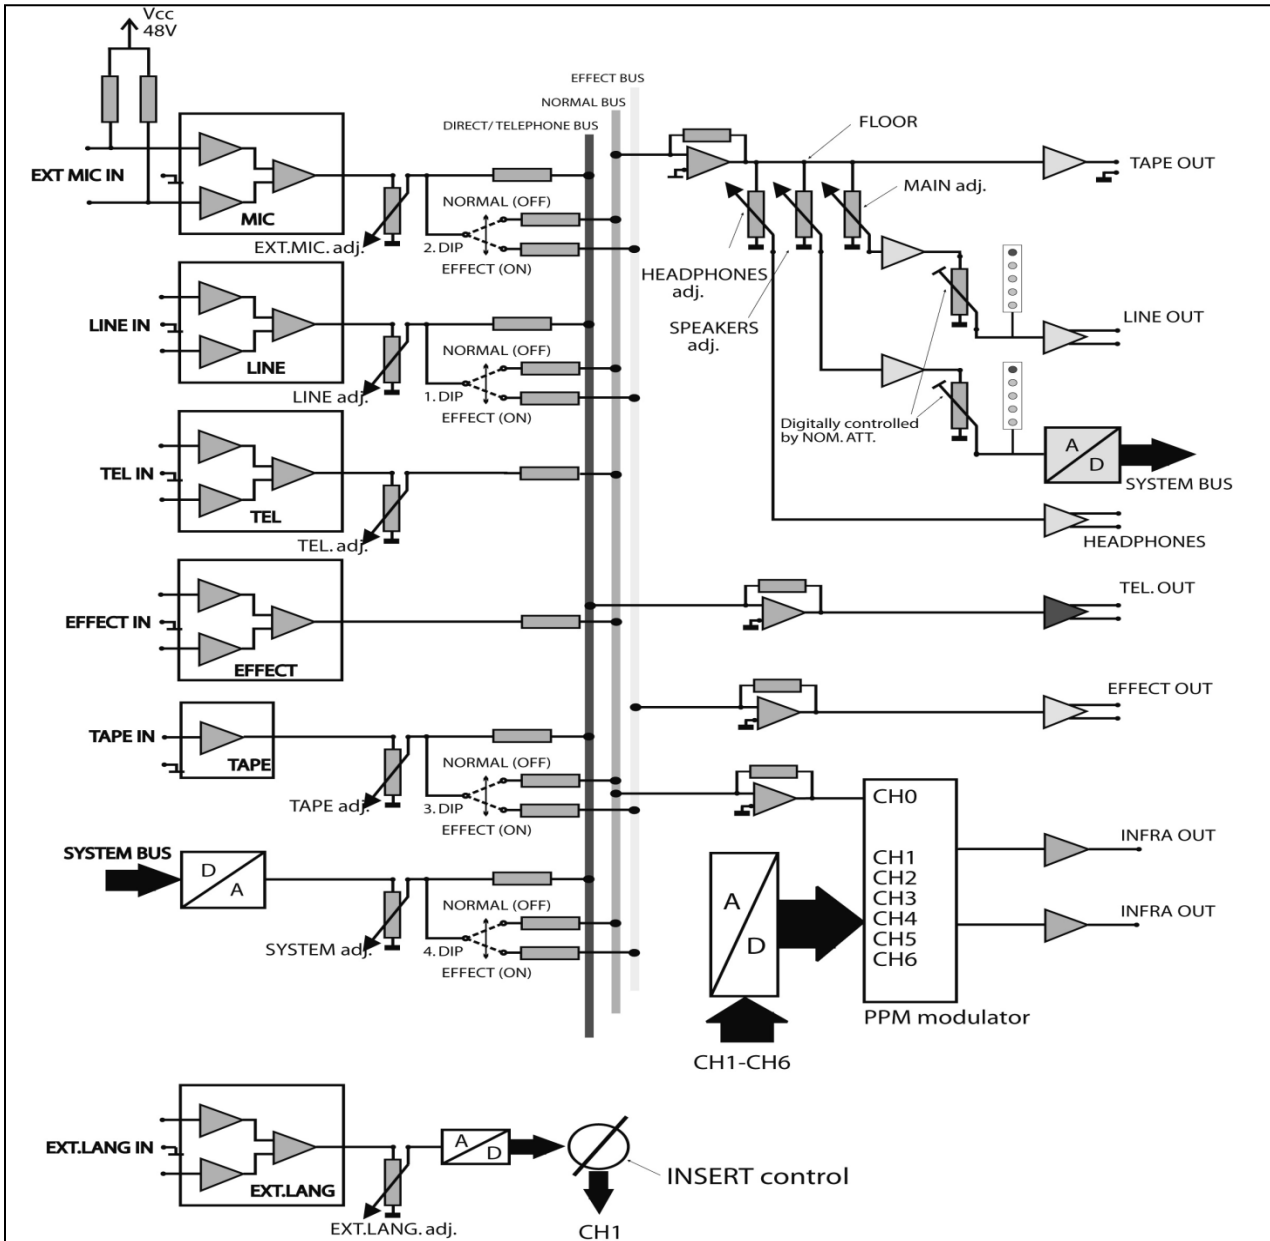 Vcc
48V
EFFECT BUS
NORMAL BUS
DIRECT/ TELEPHONE BUS
EXT MIC IN
MIC
EXT.MIC. adj.
NORMAL (OFF)
2. DIP
EFFECT (ON)
LINE IN
LINE
LINE adj.
NORMAL (OFF)
1. DIP
EFFECT (ON)
TEL IN
TEL
TEL. adj.
EFFECT IN
EFFECT
TAPE IN
TAPE
TAPE adj.
NORMAL (OFF)
3. DIP
EFFECT (ON)
SYSTEM BUS
D
A
SYSTEM adj.
NORMAL (OFF)
4. DIP
EFFECT (ON)
EXT.LANG IN
EXT.LANG
EXT.LANG. adj.
A
D
INSERT control
CH1
FLOOR
TAPE OUT
MAIN adj.
HEADPHONES
adj.
SPEAKERS
adj.
LINE OUT
Digitally controlled
by NOM. ATT.
A
D
SYSTEM BUS
HEADPHONES
TEL. OUT
EFFECT OUT
CH0
CH1
CH2
CH3
CH4
CH5
CH6
INFRA OUT
INFRA OUT
A
D
PPM modulator
CH1-CH6